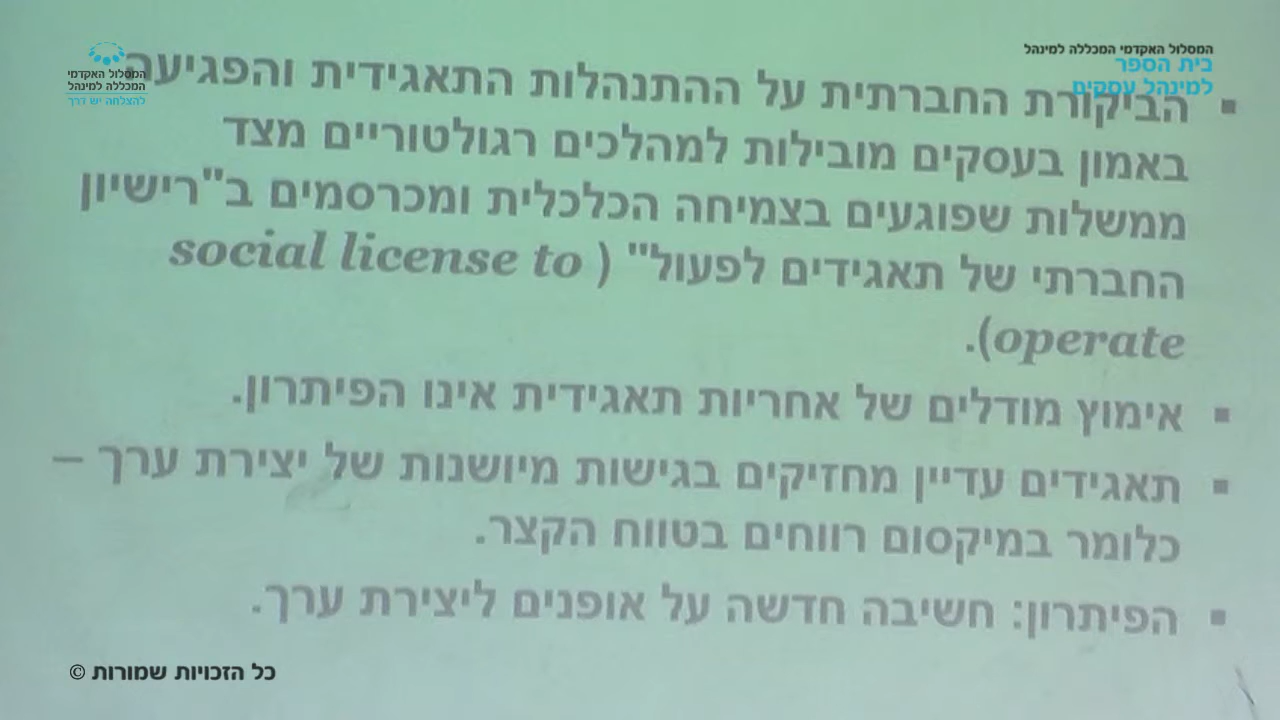 המסלול האקדמי המכללה למינהל
בית הספר
למינהל עסקים
המסלול האקדמי
המכללה למינהל
להצלחה יש דרך
▪ הביקורת החברתית על ההתנהלות התאגידית והפגיעה
באמון בעסקים מובילות למהלכים רגולטוריים מצד
ממשלות שפוגעים בצמיחה הכלכלית ומכרסמים ב"רישיון
החברתי של תאגידים לפעול" (social license to
operate).
▪ אימוץ מודלים של אחריות תאגידית אינו הפיתרון.
▪ תאגידים עדיין מחזיקים בגישות מיושנות של יצירת ערך –
כלומר במיקסום רווחים בטווח הקצר.
▪ הפיתרון: חשיבה חדשה על אופנים ליצירת ערך.
כל הזכויות שמורות ©